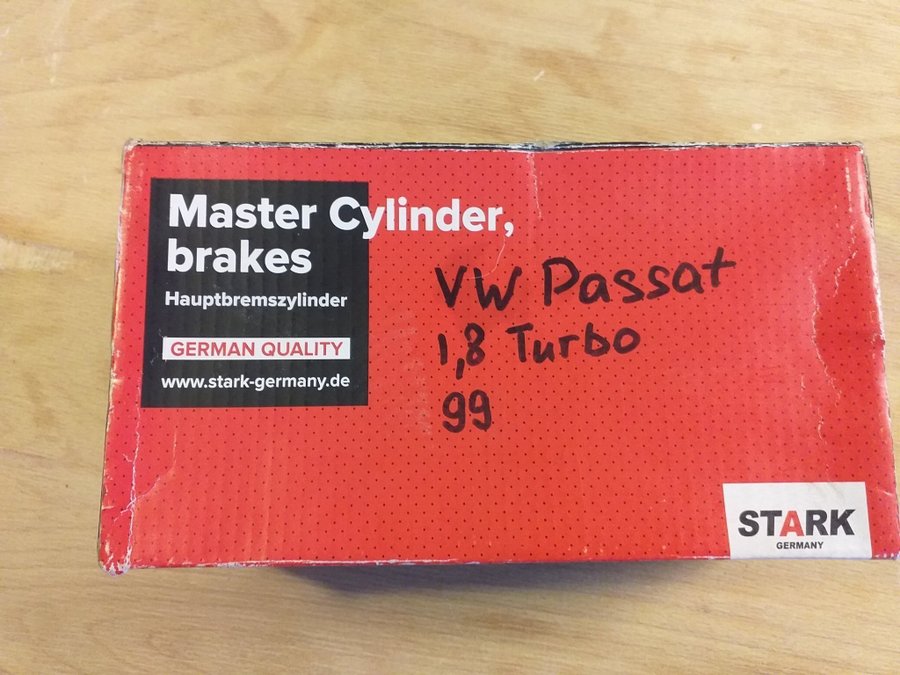 Master Cylinder,
brakes
Hauptbremszylinder
GERMAN QUALITY
www.stark-germany.de
VW Passat
1,8 Turbo
99
STARK
GERMANY